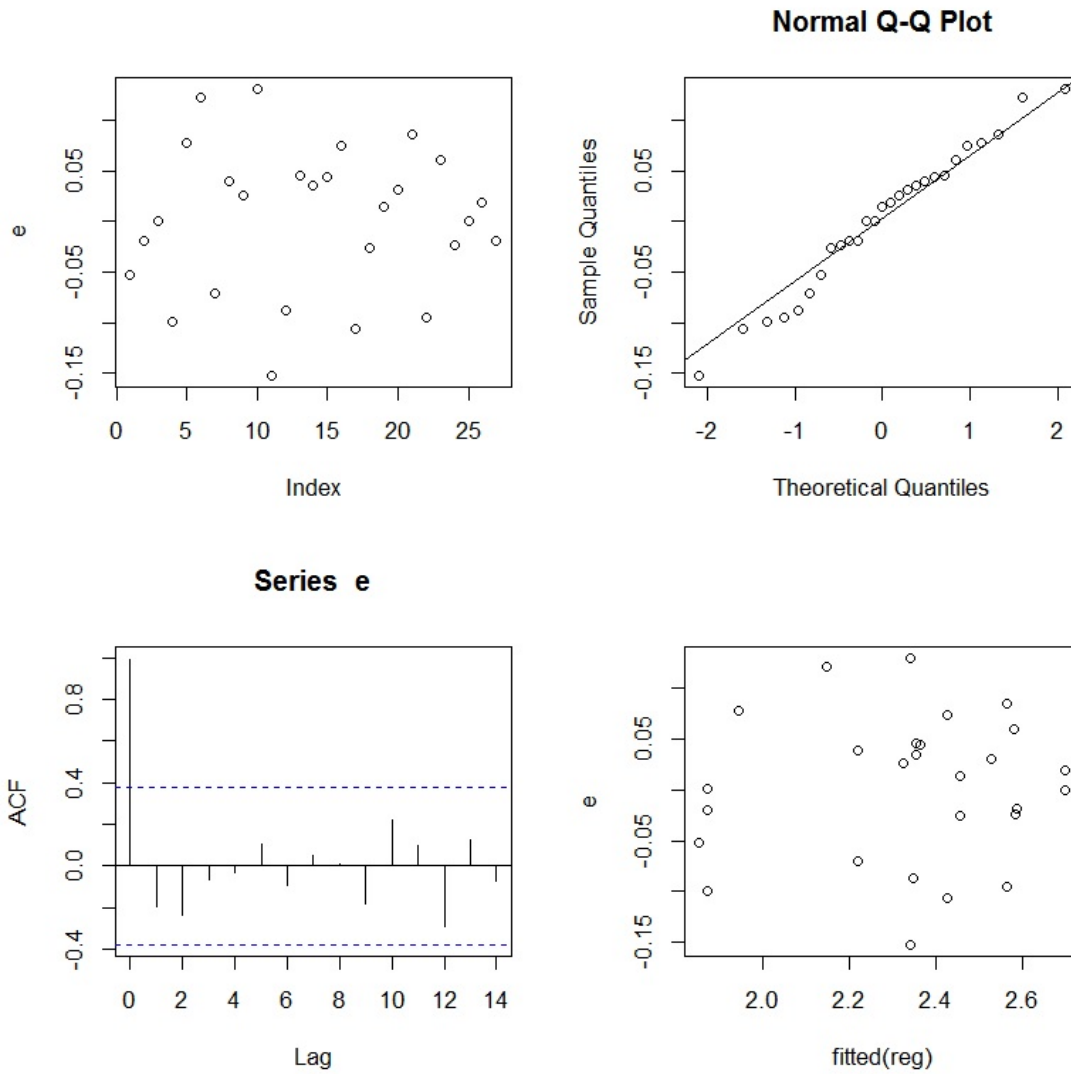 Normal Q-Q Plot
e
0.05
-0.05
-0.15
0 5 10 15 20 25
Index
Sample Quantiles
0.05
-0.05
-0.15
-2 -1 0 1 2
Theoretical Quantiles
Series e
ACF
0.8
0.4
0.0
-0.4
0 2 4 6 8 10 12 14
Lag
e
0.05
-0.05
-0.15
2.0 2.2 2.4 2.6
fitted(reg)